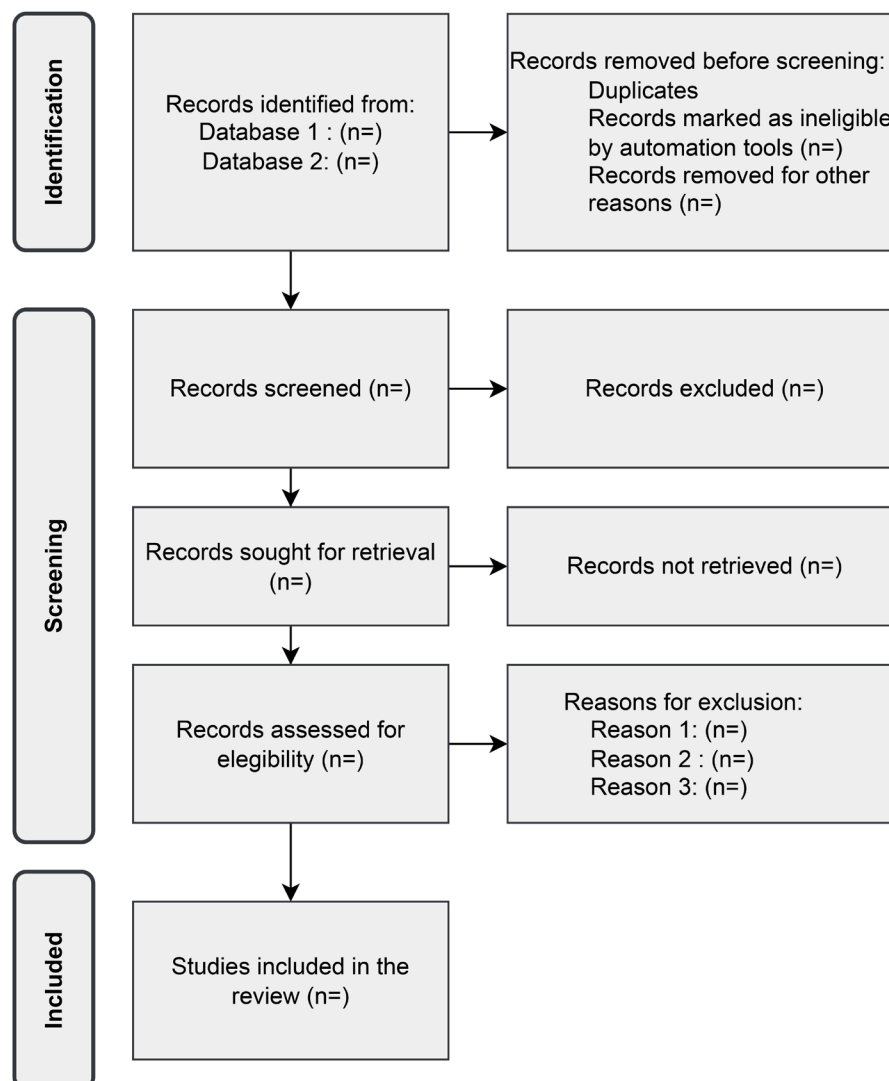 Identification
Records identified from:
Database 1 : (n=)
Database 2: (n=)
Records removed before screening:
Duplicates
Records marked as ineligible
by automation tools (n=)
Records removed for other
reasons (n=)
Screening
Records screened (n=)
Records excluded (n=)
Records sought for retrieval
(n=)
Records not retrieved (n=)
Records assessed for
elegibility (n=)
Reasons for exclusion:
Reason 1: (n=)
Reason 2 : (n=)
Reason 3: (n=)
Included
Studies included in the
review (n=)